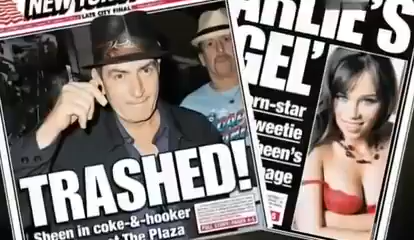 NEW YOR
LATE CITY FINAL
TRASHED!
Sheen in coke-&-hooker
at The Plaza
ARLIE'S
GEL'
rn-star
weetie
heen's
age